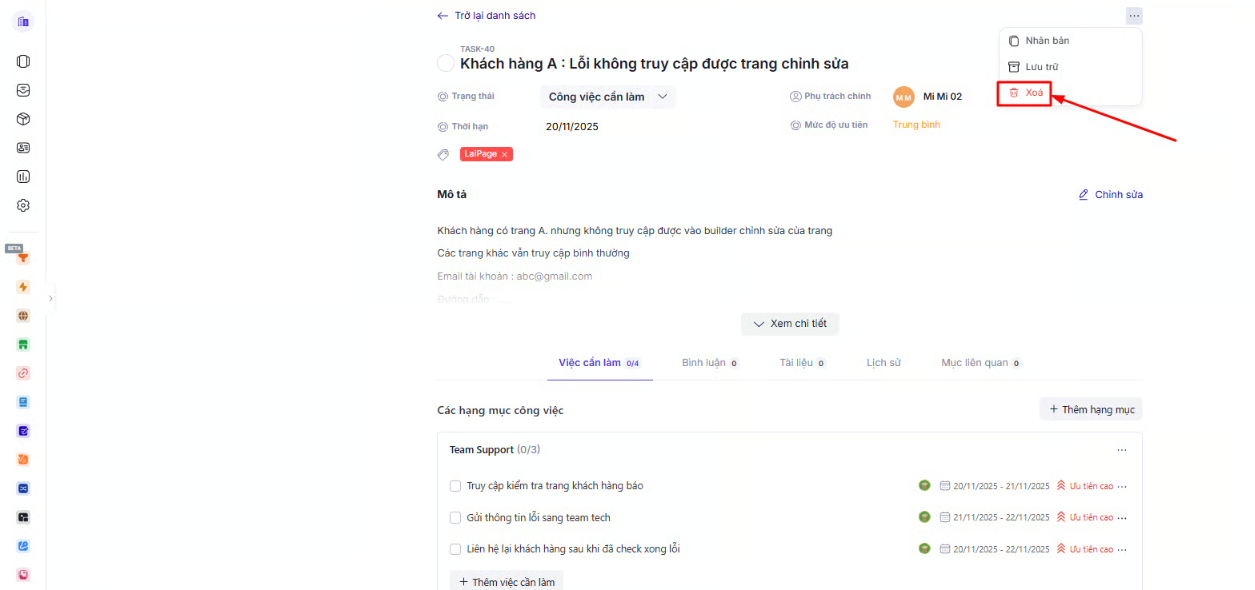 Trở lại danh sách
...
Nhân bản
Lưu trữ
Xoá
TASK-40
Khách hàng A : Lỗi không truy cập được trang chỉnh sửa
Trạng thái
Công việc cần làm
Phụ trách chính
MM
Mi Mi 02
Thời hạn
20/11/2025
Mức độ ưu tiên
Trung bình
LaiPage ×
Mô tả
Chỉnh sửa
Khách hàng có trang A. nhưng không truy cập được vào builder chỉnh sửa của trang
Các trang khác vẫn truy cập bình thường
Email tài khoản : abc@gmail.com
Đường dẫn : ....
BETA
Xem chi tiết
Việc cần làm 0/4
Bình luận 0
Tài liệu 0
Lịch sử
Mục liên quan 0
Các hạng mục công việc
+ Thêm hạng mục
Team Support (0/3)
...
Truy cập kiểm tra trang khách hàng báo
20/11/2025 - 21/11/2025
Ưu tiên cao ...
Gửi thông tin lỗi sang team tech
21/11/2025 - 22/11/2025
Ưu tiên cao ...
Liên hệ lại khách hàng sau khi đã check xong lỗi
20/11/2025 - 22/11/2025
Ưu tiên cao ...
+ Thêm việc cần làm